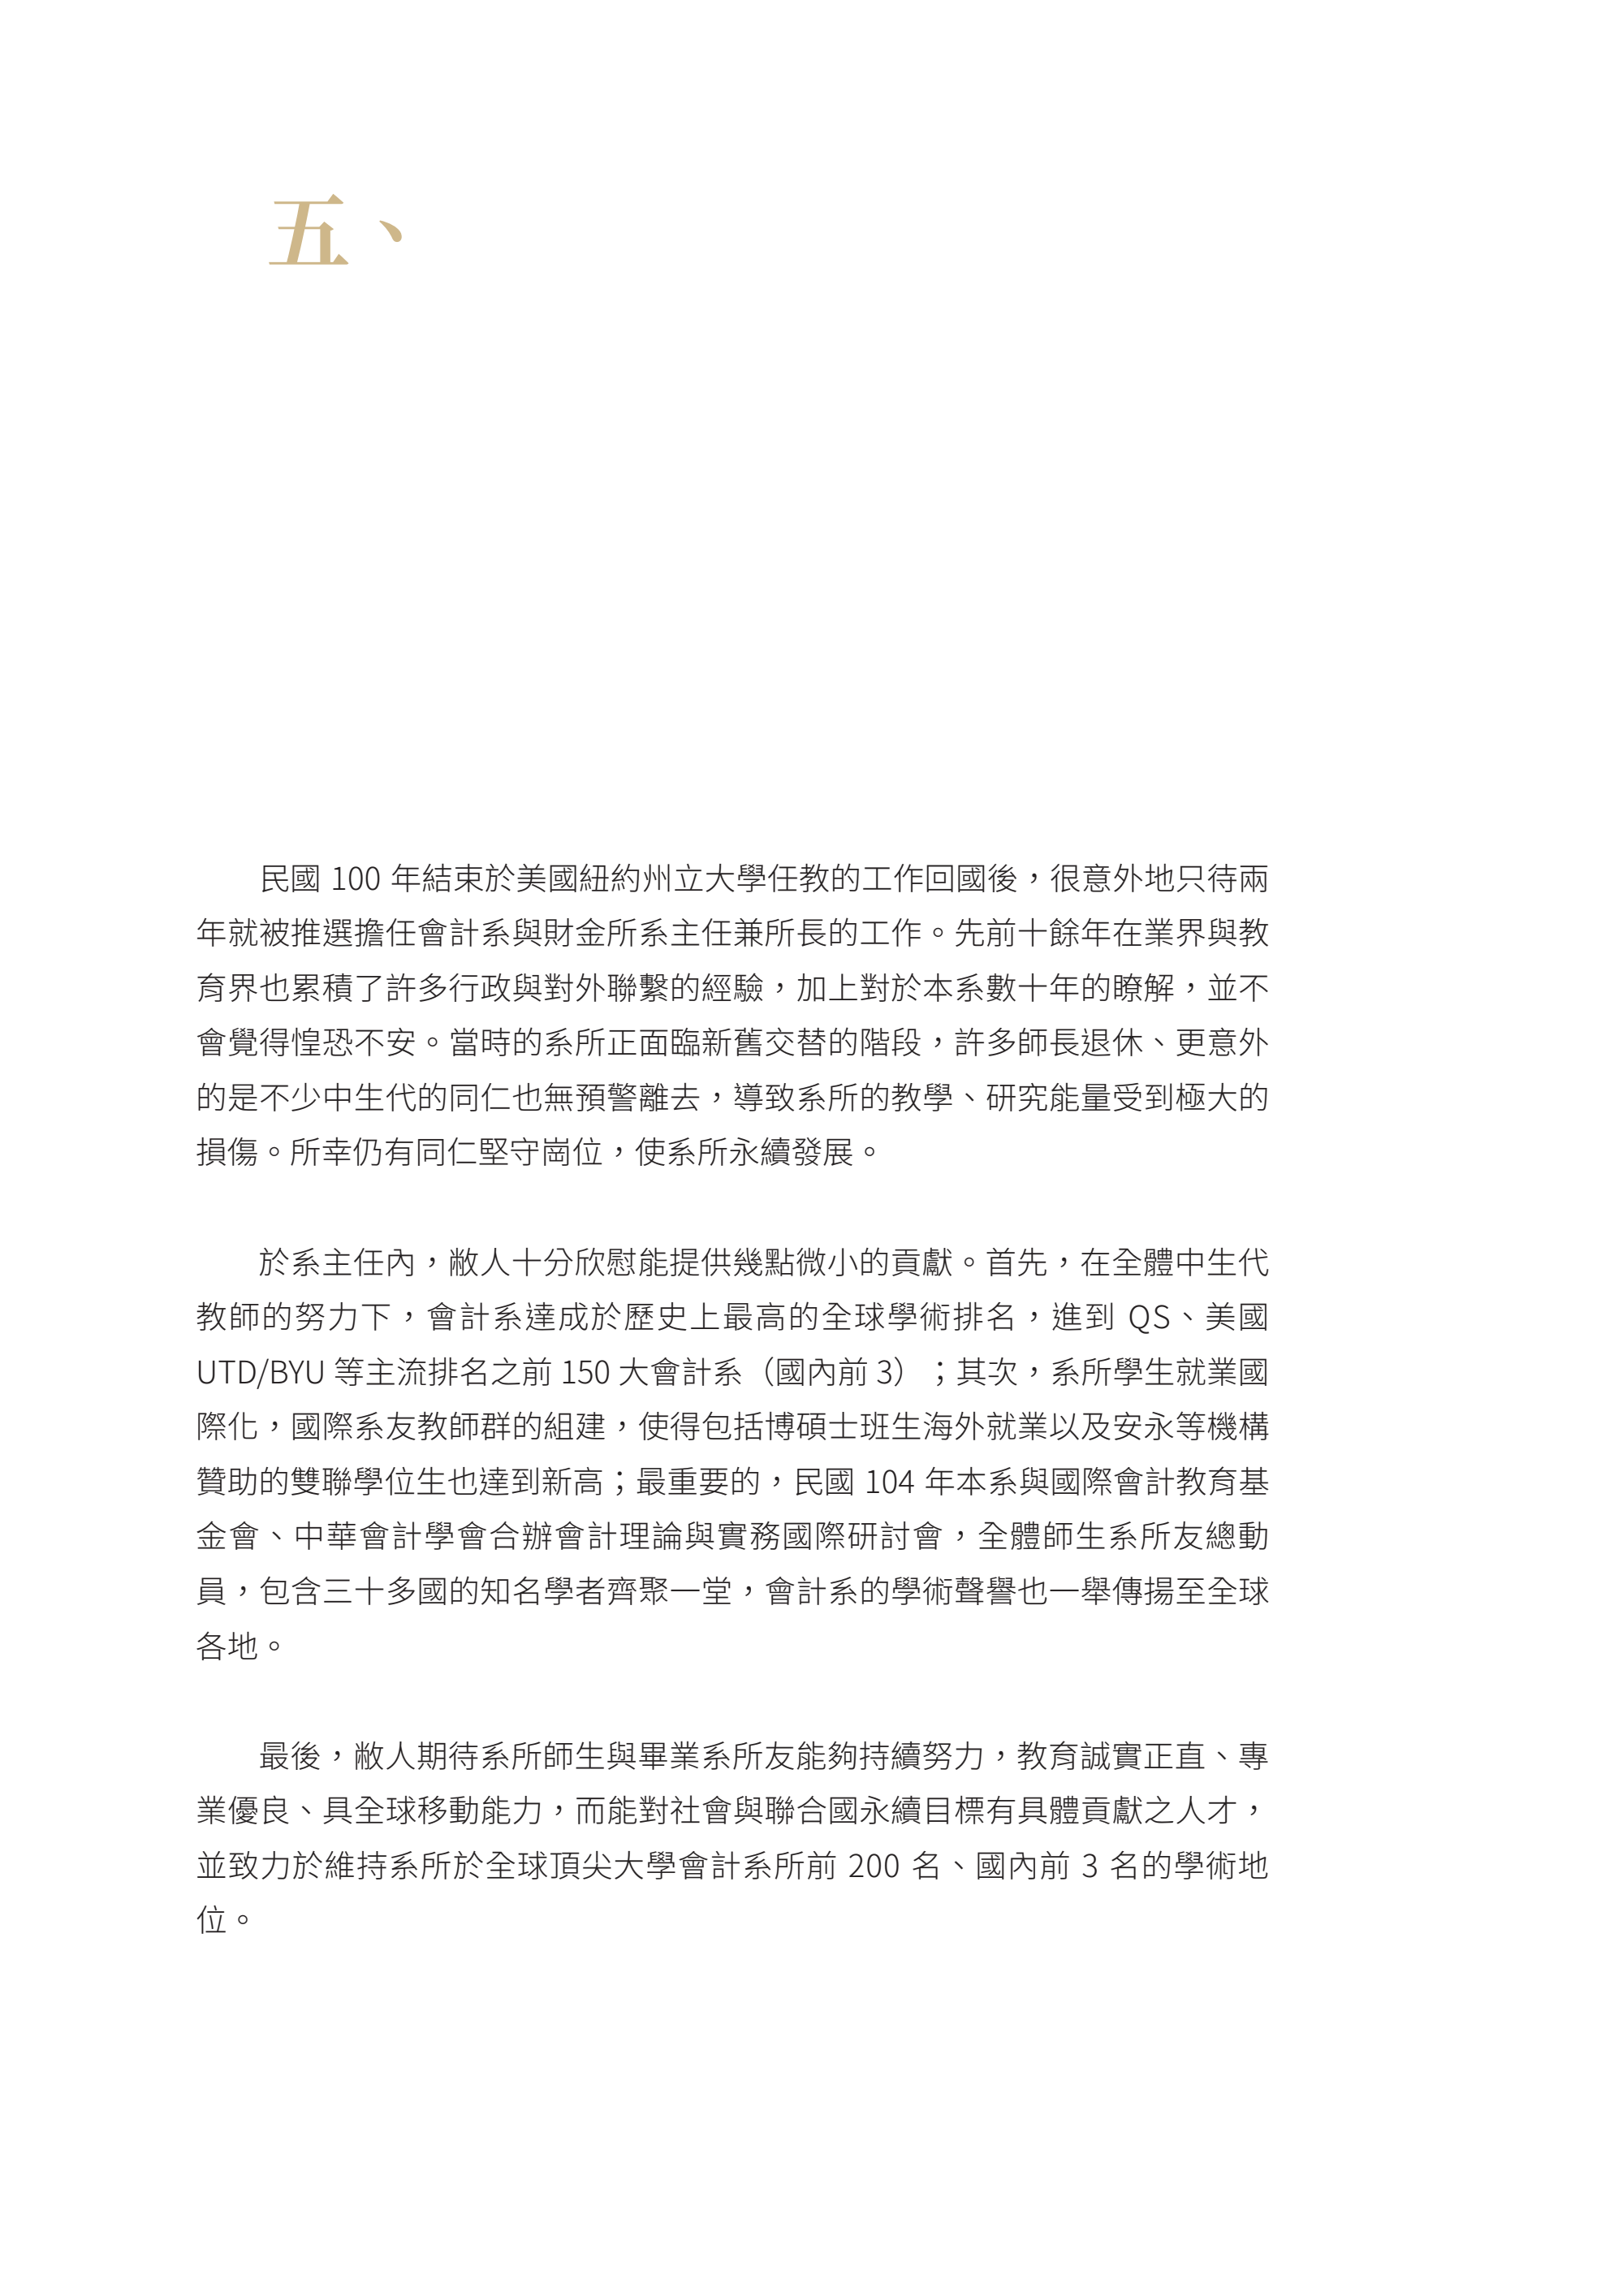 五、
民國 100 年結束於美國紐約州立大學任教的工作回國後，很意外地只待兩
年就被推選擔任會計系與財金所系主任兼所長的工作。先前十餘年在業界與教
育界也累積了許多行政與對外聯繫的經驗，加上對於本系數十年的瞭解，並不
會覺得惶恐不安。當時的系所正面臨新舊交替的階段，許多師長退休、更意外
的是不少中生代的同仁也無預警離去，導致系所的教學、研究能量受到極大的
損傷。所幸仍有同仁堅守崗位，使系所永續發展。
於系主任內，敝人十分欣慰能提供幾點微小的貢獻。首先，在全體中生代
教師的努力下，會計系達成於歷史上最高的全球學術排名，進到 QS、美國
UTD/BYU 等主流排名之前 150 大會計系（國內前 3）；其次，系所學生就業國
際化，國際系友教師群的組建，使得包括博碩士班生海外就業以及安永等機構
贊助的雙聯學位生也達到新高；最重要的，民國 104 年本系與國際會計教育基
金會、中華會計學會合辦會計理論與實務國際研討會，全體師生系所友總動
員，包含三十多國的知名學者齊聚一堂，會計系的學術聲譽也一舉傳揚至全球
各地。
最後，敝人期待系所師生與畢業系所友能夠持續努力，教育誠實正直、專
業優良、具全球移動能力，而能對社會與聯合國永續目標有具體貢獻之人才，
並致力於維持系所於全球頂尖大學會計系所前 200 名、國內前 3 名的學術地
位。